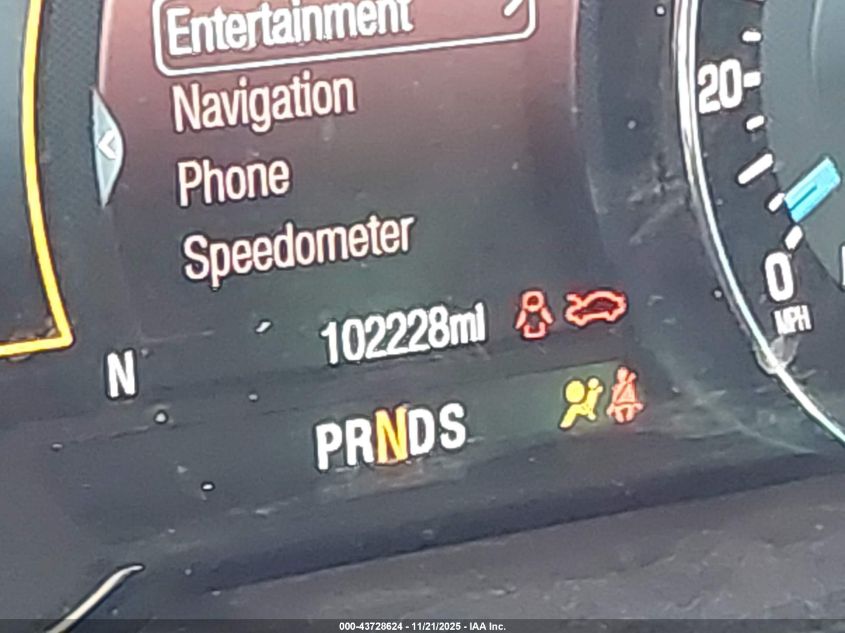 Entertainment
Navigation
Phone
Speedometer
20
0
MPH
102228mi
N
PRNDS
000-43728624 - 11/21/2025 - IAA Inc.